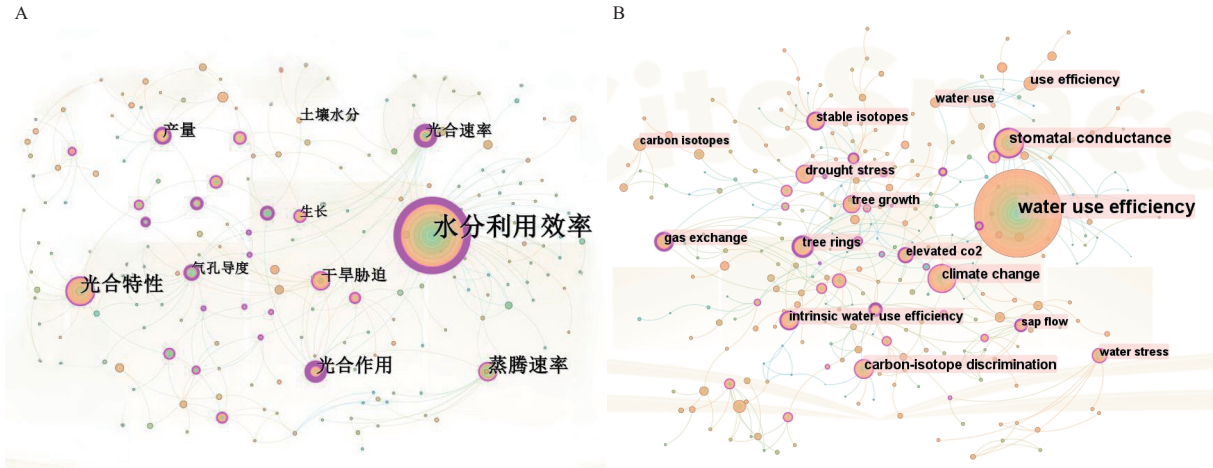 A
土壤水分
产量
光合速率
生长
水分利用效率
气孔导度
光合特性
干旱胁迫
光合作用
蒸腾速率
B
use efficiency
water use
stable isotopes
carbon isotopes
stomatal conductance
drought stress
tree growth
water use efficiency
gas exchange
tree rings
elevated co2
climate change
intrinsic water use efficiency
sap flow
water stress
carbon-isotope discrimination